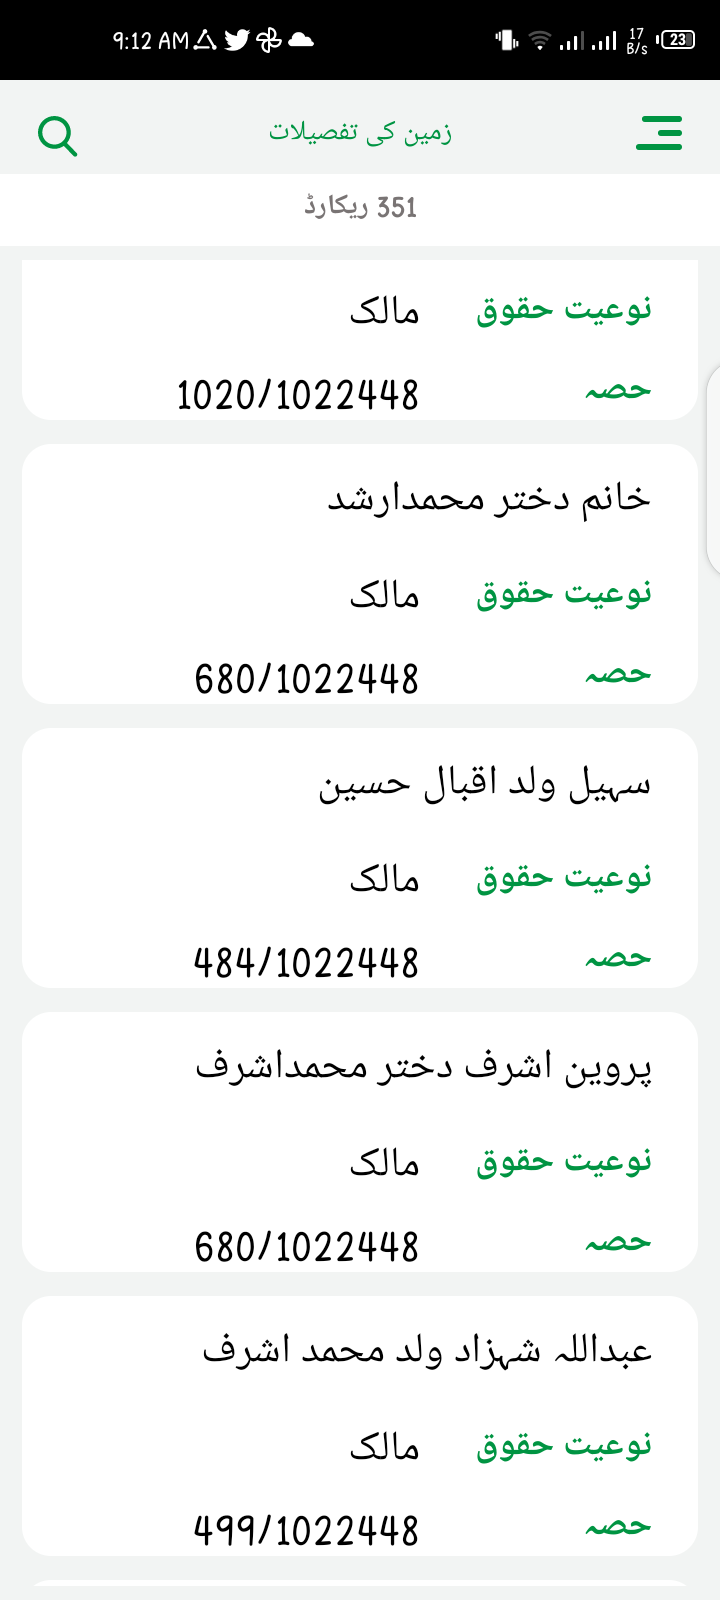 9:12 AM
17 B/s
23
زمین کی تفصیلات
351 ریکارڈ
نوعیت حقوق مالک
حصہ 1020/1022448
خانم دختر محمدارشد
نوعیت حقوق مالک
حصہ 680/1022448
سہیل ولد اقبال حسین
نوعیت حقوق مالک
حصہ 484/1022448
پروین اشرف دختر محمداشرف
نوعیت حقوق مالک
حصہ 680/1022448
عبداللہ شہزاد ولد محمد اشرف
نوعیت حقوق مالک
حصہ 499/1022448